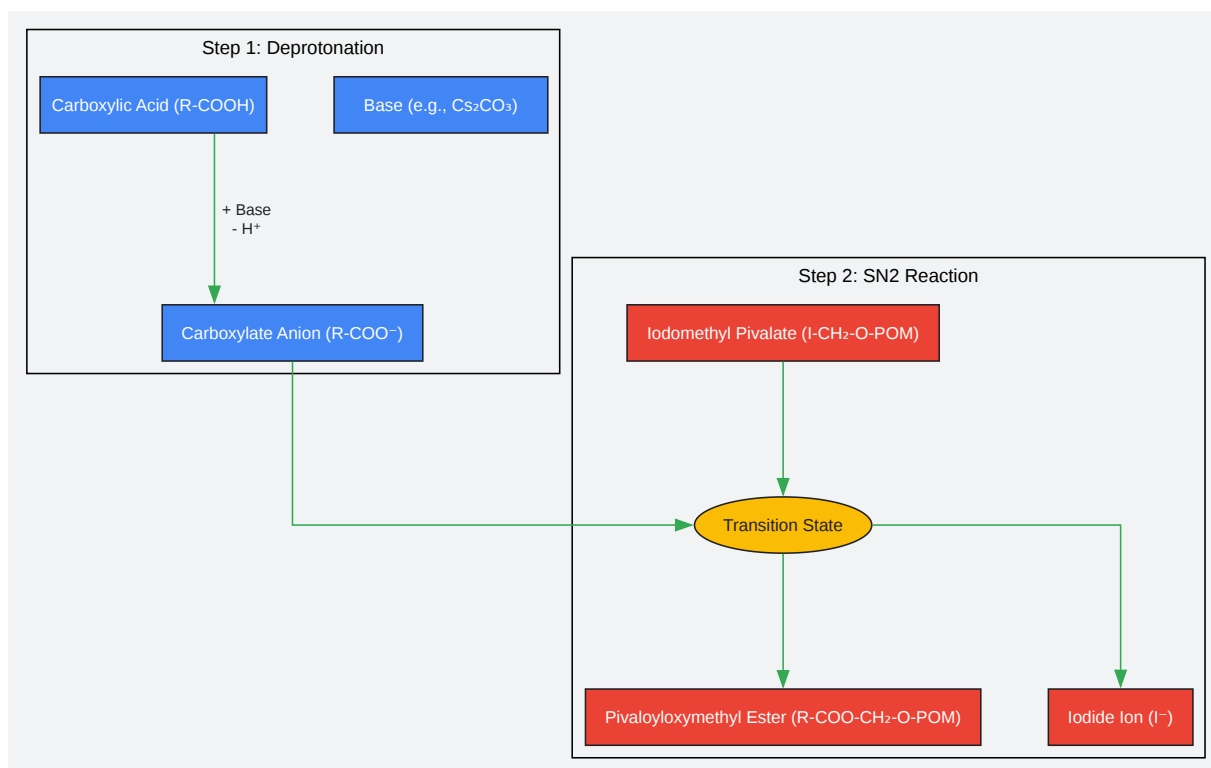 Step 1: Deprotonation
Carboxylic Acid (R-COOH)
Base (e.g., Cs₂CO₃)
+ Base
- H⁺
Carboxylate Anion (R-COO⁻)
Step 2: SN2 Reaction
Iodomethyl Pivalate (I-CH₂-O-POM)
Transition State
Pivaloyloxymethyl Ester (R-COO-CH₂-O-POM)
Iodide Ion (I⁻)